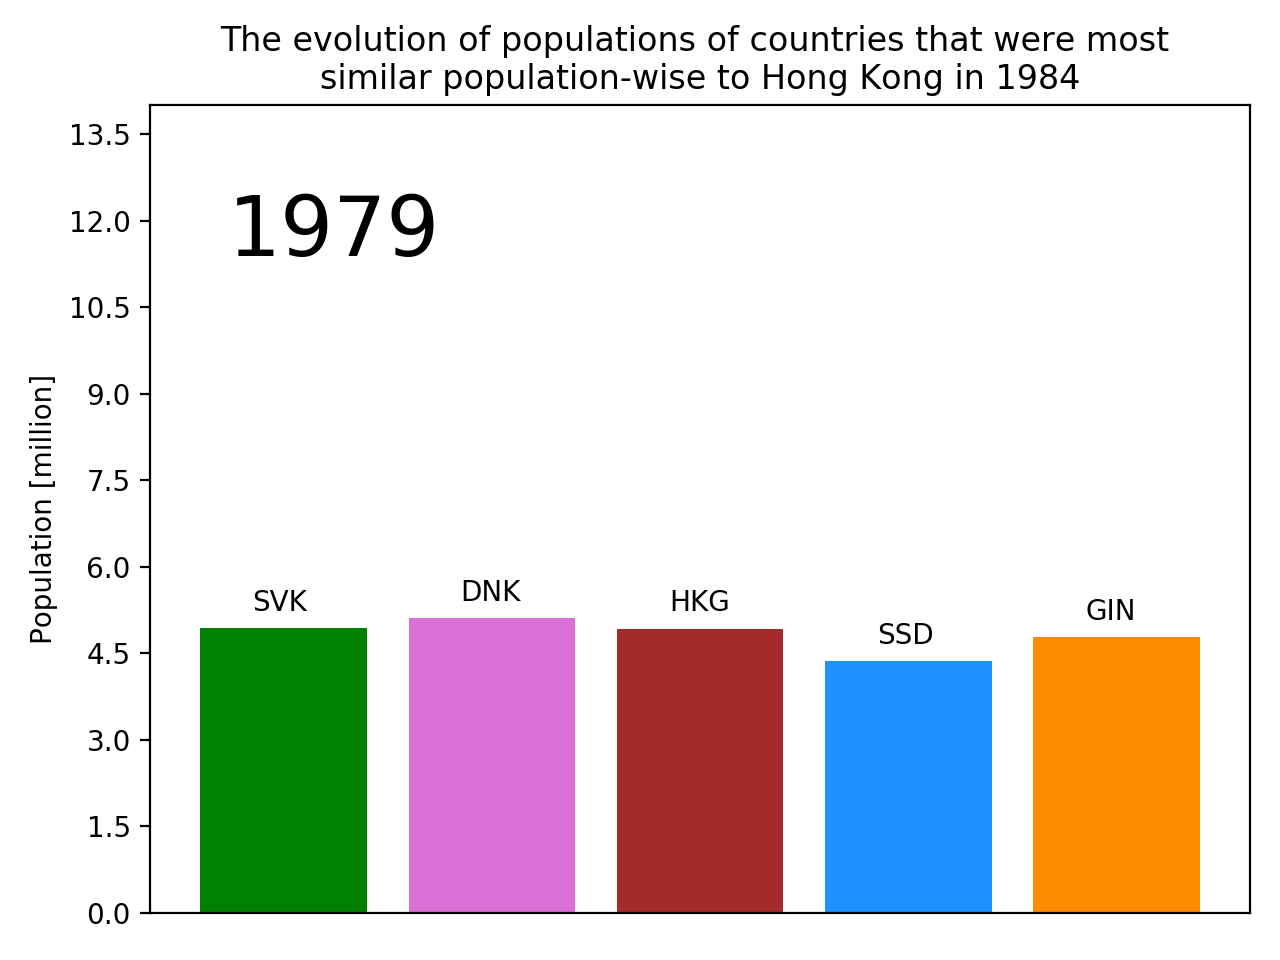 The evolution of populations of countries that were most
similar population-wise to Hong Kong in 1984
13.5
12.0
10.5
9.0
7.5
6.0
4.5
3.0
1.5
0.0
Population [million]
1979
SVK
DNK
HKG
SSD
GIN